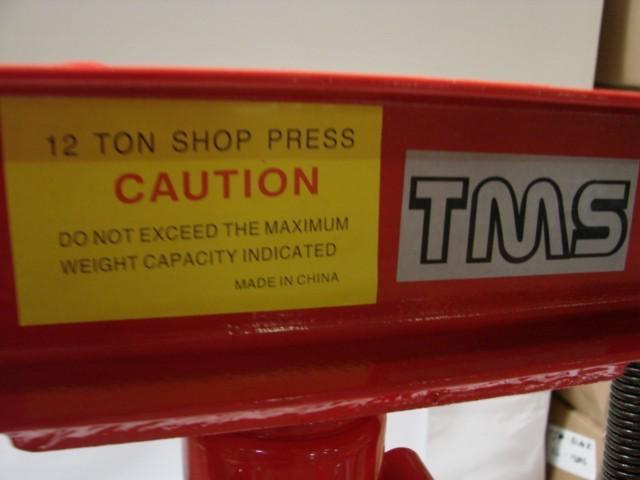 12 TON SHOP PRESS
CAUTION
DO NOT EXCEED THE MAXIMUM
WEIGHT CAPACITY INDICATED
MADE IN CHINA
TMS